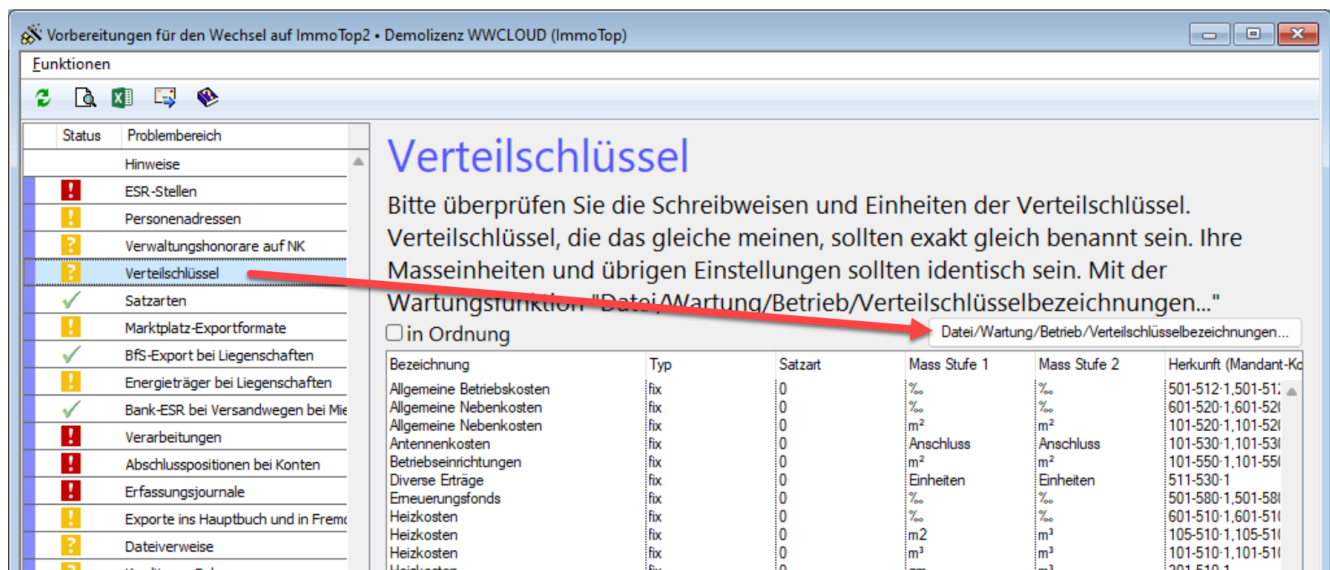 Vorbereitungen für den Wechsel auf ImmoTop2 • Demolizenz WWCLOUD (ImmoTop)
Funktionen
Status Problembereich
Hinweise
ESR-Stellen
Personenadressen
Verwaltungshonorare auf NK
Verteilschlüssel
Satzarten
Marktplatz-Exportformate
BfS-Export bei Liegenschaften
Energieträger bei Liegenschaften
Bank-ESR bei Versandwegen bei Mie
Verarbeitungen
Abschlusspositionen bei Konten
Erfassungsjournale
Exporte ins Hauptbuch und in Fremd
Dateiverweise
Verteilschlüssel
Bitte überprüfen Sie die Schreibweisen und Einheiten der Verteilschlüssel.
Verteilschlüssel, die das gleiche meinen, sollten exakt gleich benannt sein. Ihre
Masseinheiten und übrigen Einstellungen sollten identisch sein. Mit der
Wartungsfunktion "Datei/Wartung/Betrieb/Verteilschlüsselbezeichnungen..."
in Ordnung
Datei/Wartung/Betrieb/Verteilschlüsselbezeichnungen...
Bezeichnung Typ Satzart Mass Stufe 1 Mass Stufe 2 Herkunft (Mandant-Ko
Allgemeine Betriebskosten fix 0 ‰ ‰ 501-512-1,501-512
Allgemeine Nebenkosten fix 0 ‰ ‰ 601-520-1,601-520
Allgemeine Nebenkosten fix 0 m² m² 101-520-1,101-520
Antennenkosten fix 0 Anschluss Anschluss 101-530-1,101-530
Betriebseinrichtungen fix 0 m² m² 101-550-1,101-550
Diverse Erträge fix 0 Einheiten Einheiten 511-530-1
Erneuerungsfonds fix 0 ‰ ‰ 501-580-1,501-580
Heizkosten fix 0 ‰ ‰ 601-510-1,601-510
Heizkosten fix 0 m2 m³ 105-510-1,105-510
Heizkosten fix 0 m³ m³ 101-510-1,101-510